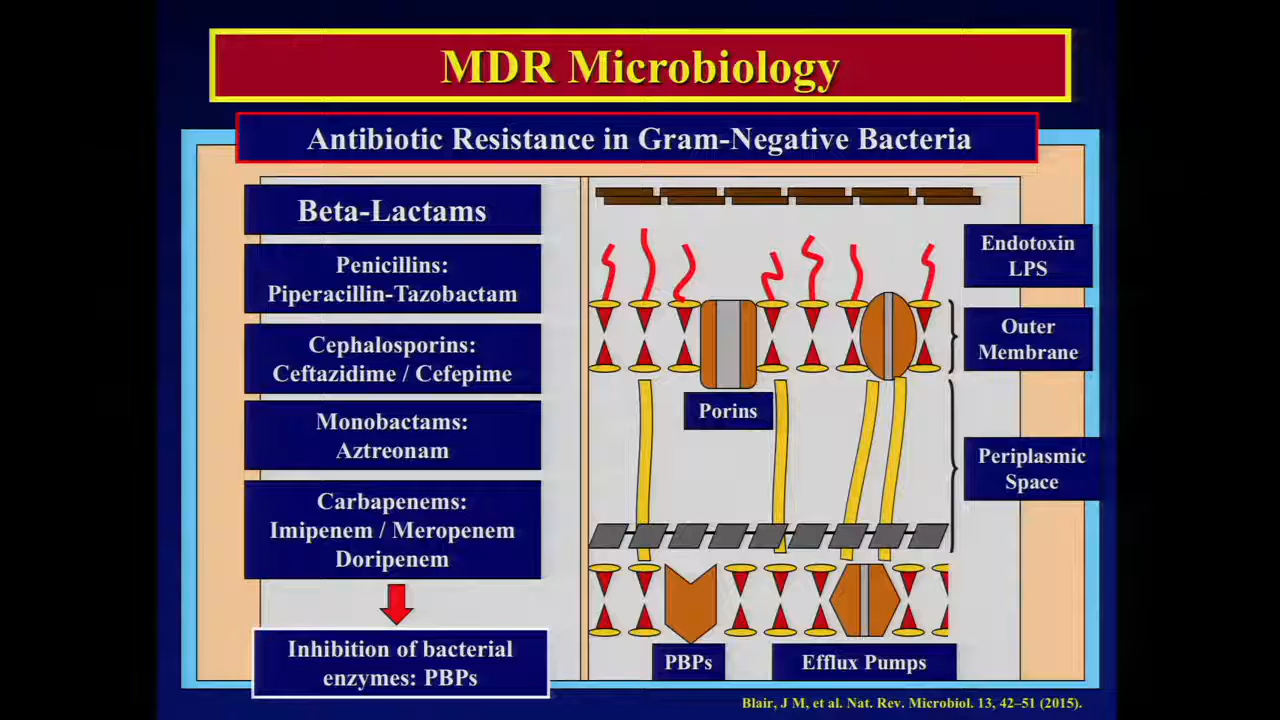 MDR Microbiology
Antibiotic Resistance in Gram-Negative Bacteria
Beta-Lactams
Penicillins:
Piperacillin-Tazobactam
Cephalosporins:
Ceftazidime / Cefepime
Monobactams:
Aztreonam
Carbapenems:
Imipenem / Meropenem
Doripenem
Inhibition of bacterial
enzymes: PBPs
Endotoxin
LPS
Outer
Membrane
Porins
Periplasmic
Space
PBPs
Efflux Pumps
Blair, J M, et al. Nat. Rev. Microbiol. 13, 42–51 (2015).